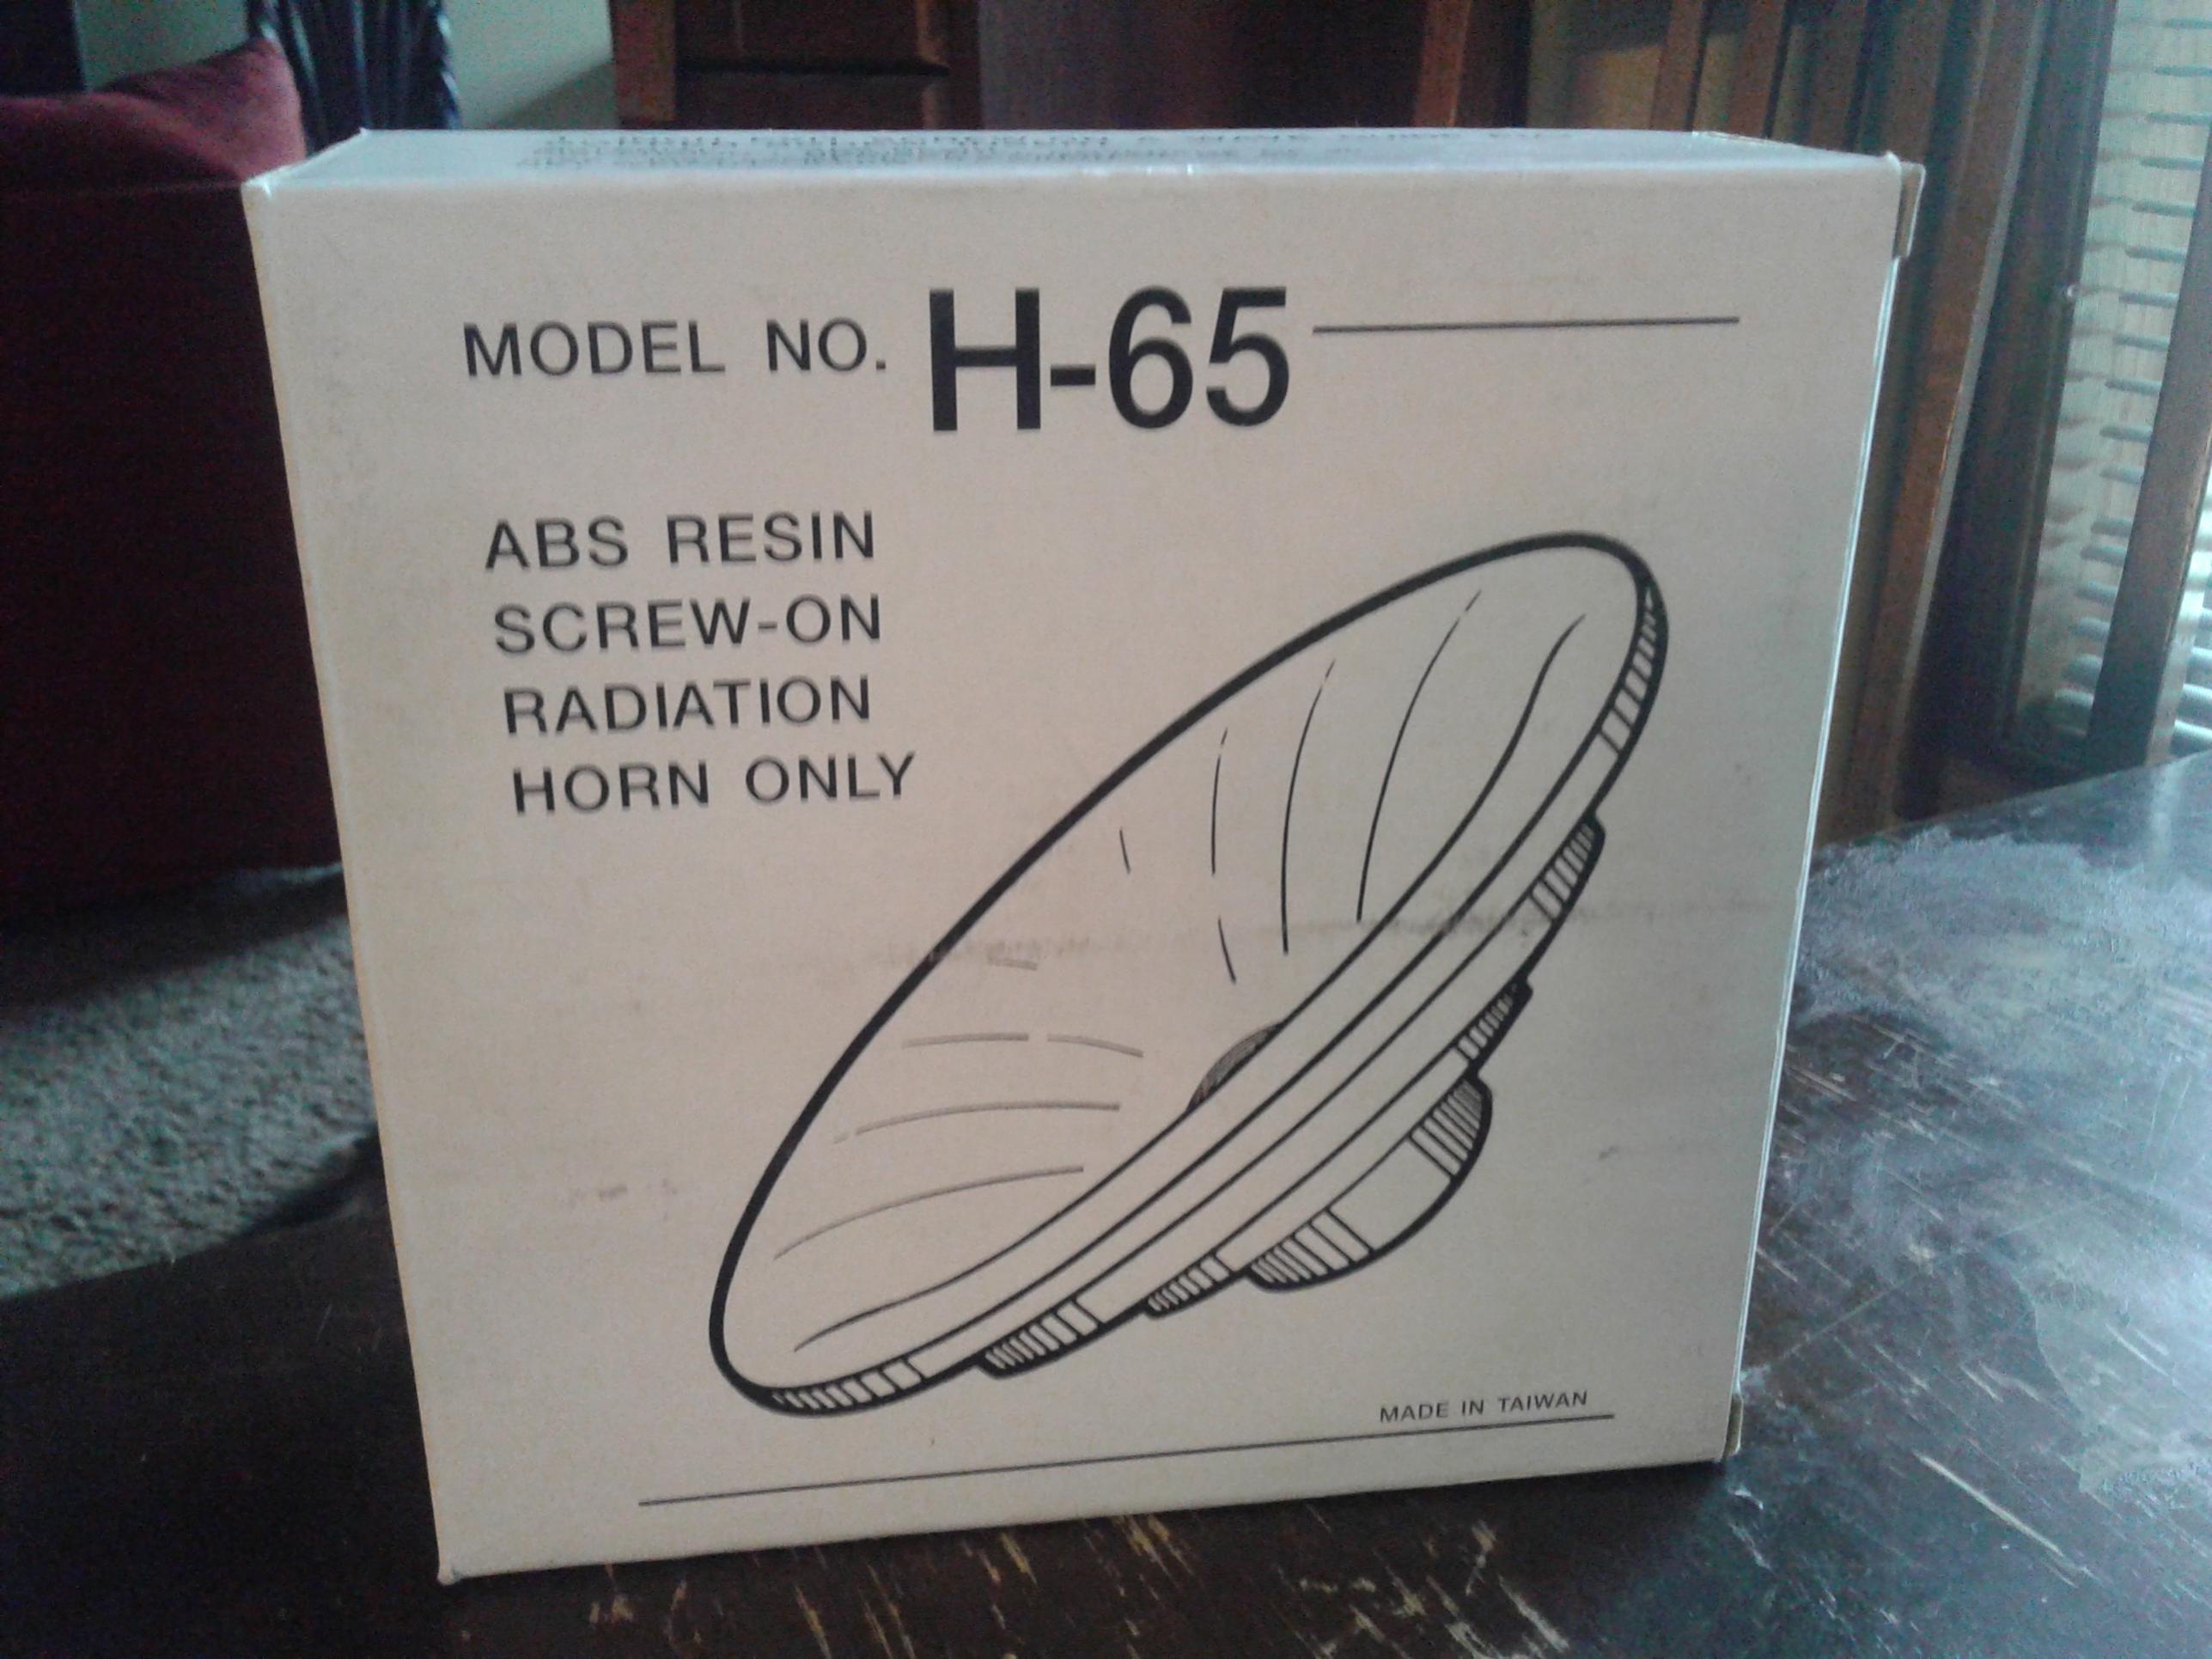 MODEL NO. H-65
ABS RESIN
SCREW-ON
RADIATION
HORN ONLY
MADE IN TAIWAN